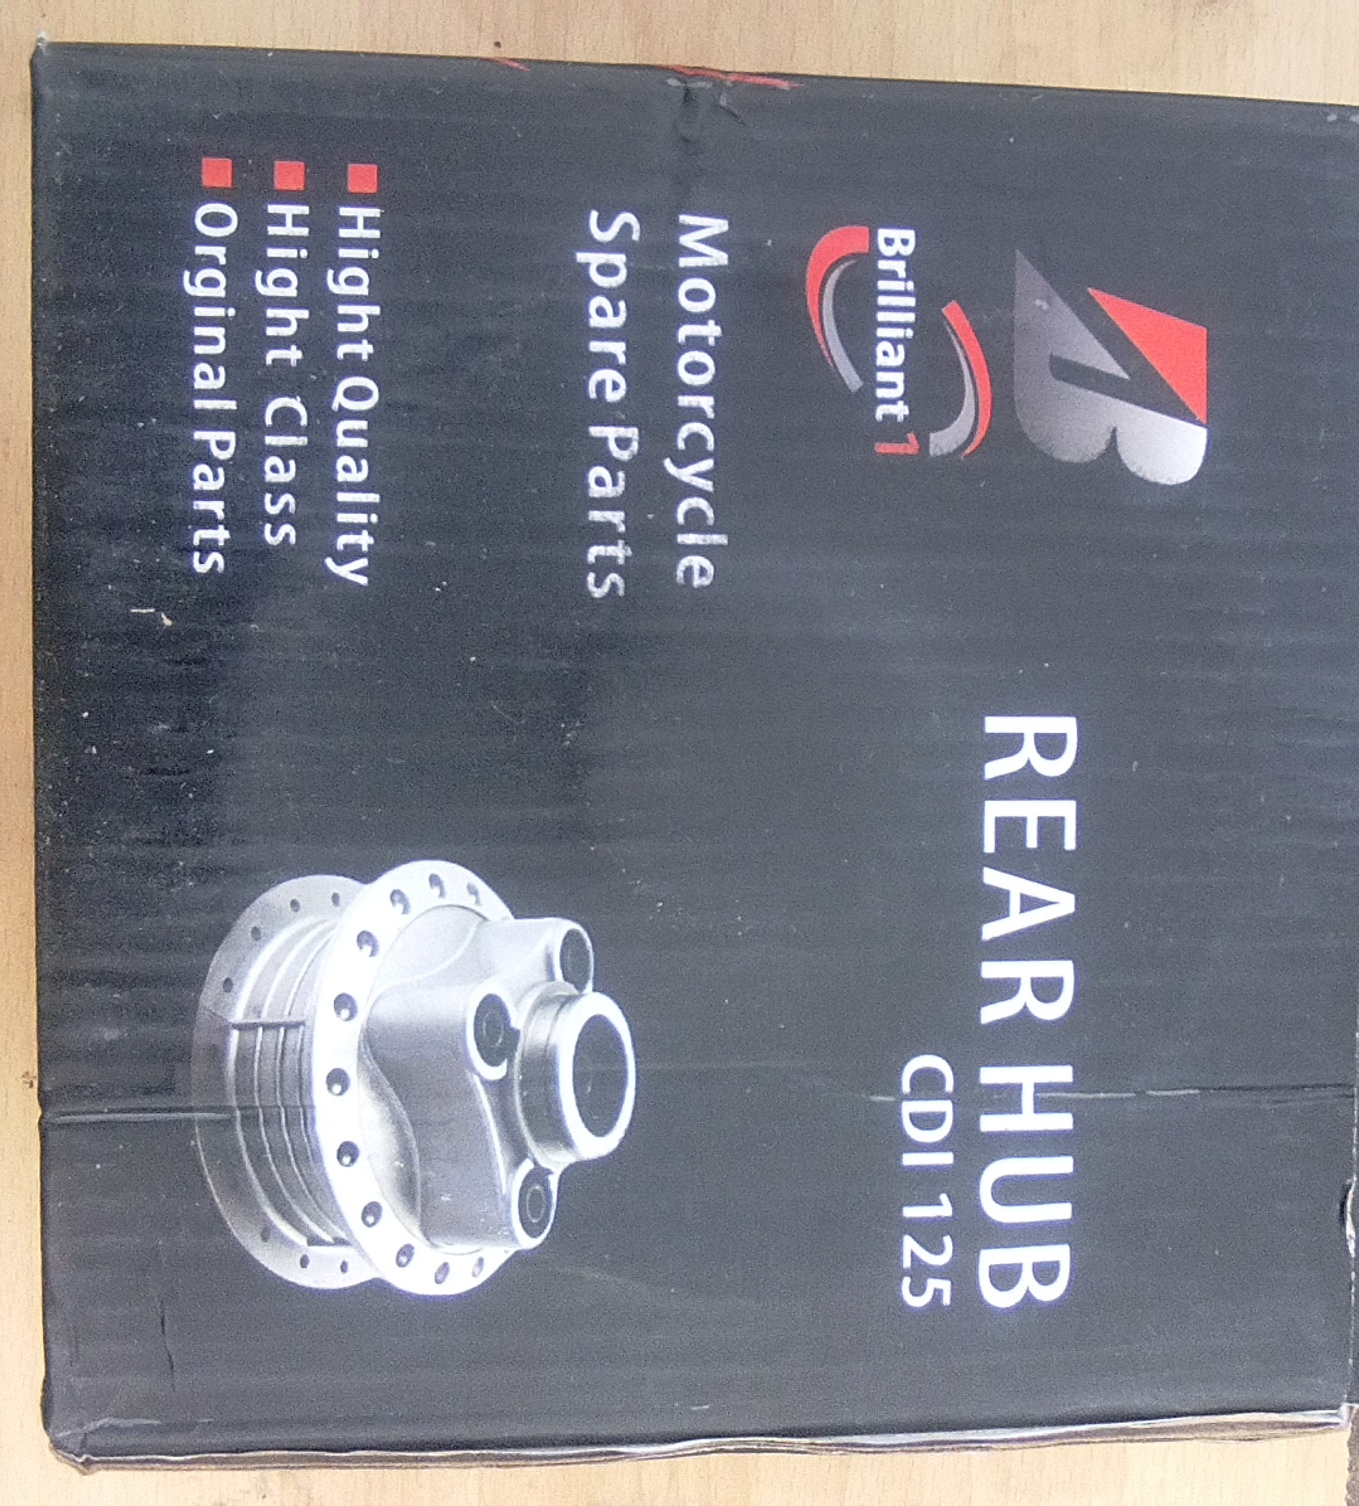 Brilliant 1
REAR HUB
CDI 125
Motorcycle
Spare Parts
Hight Quality
Hight Class
Orginal Parts